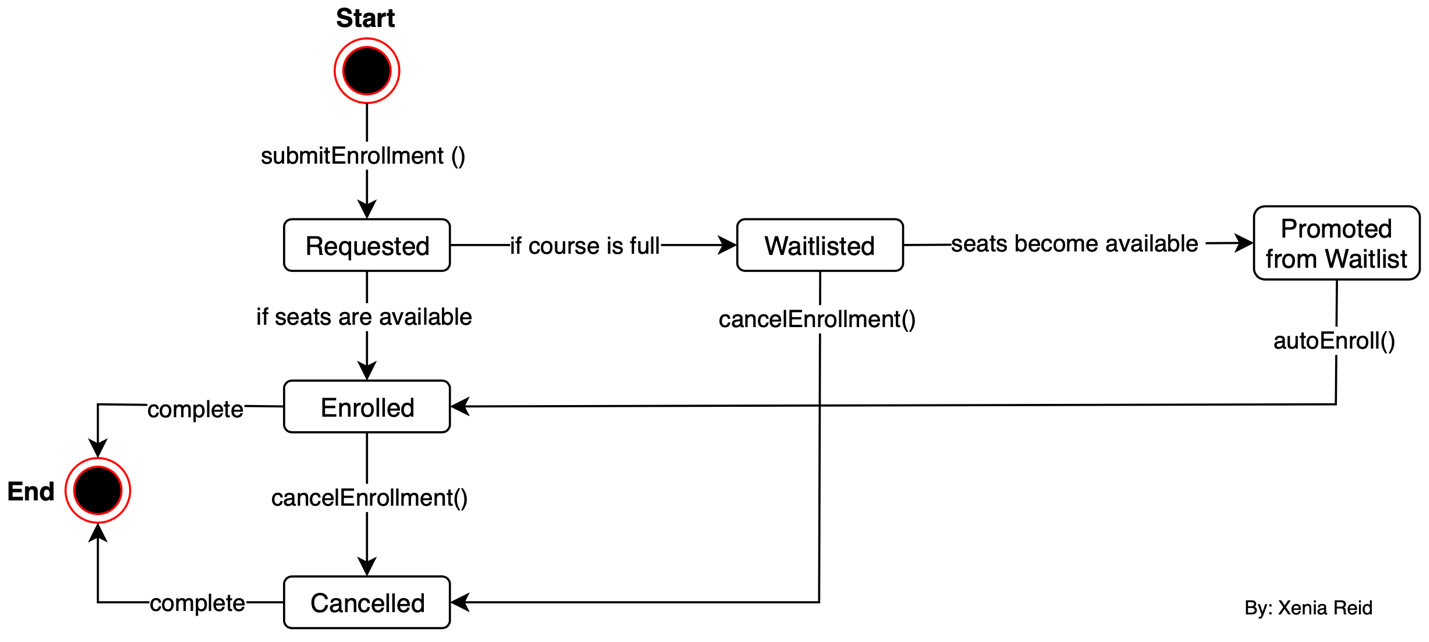 Start
submitEnrollment ()
Requested
if course is full
Waitlisted
seats become available
Promoted
from Waitlist
if seats are available
cancelEnrollment()
autoEnroll()
complete
Enrolled
End
cancelEnrollment()
complete
Cancelled
By: Xenia Reid